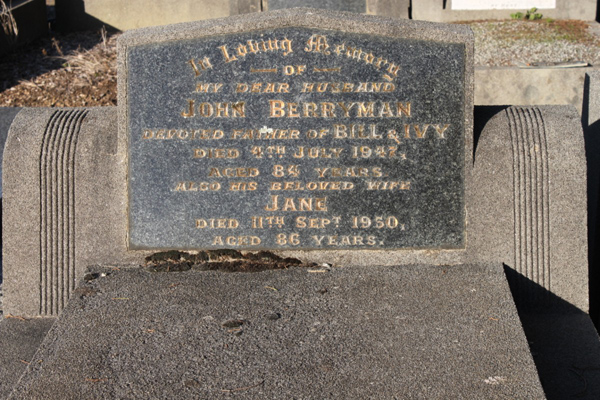 In Loving Memory
OF
MY DEAR HUSBAND
JOHN BERRYMAN
DEVOTED FATHER OF BILL & IVY
DIED 4TH JULY 1947,
AGED 84 YEARS
ALSO HIS BELOVED WIFE
JANE
DIED 11TH SEPT 1950,
AGED 86 YEARS.